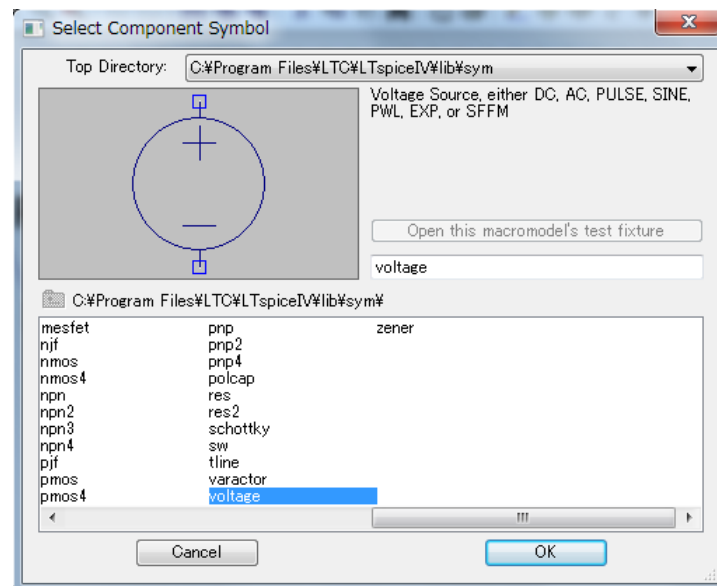 Select Component Symbol
Top Directory: C:¥Program Files¥LTC¥LTspiceIV¥lib¥sym
Voltage Source, either DC, AC, PULSE, SINE,
PWL, EXP, or SFFM
Open this macromodel's test fixture
voltage
C:¥Program Files¥LTC¥LTspiceIV¥lib¥sym¥
mesfet pnp zener
njf pnp2
nmos pnp4
nmos4 polcap
npn res
npn2 res2
npn3 schottky
npn4 sw
pjf tline
pmos varactor
pmos4 voltage
Cancel OK